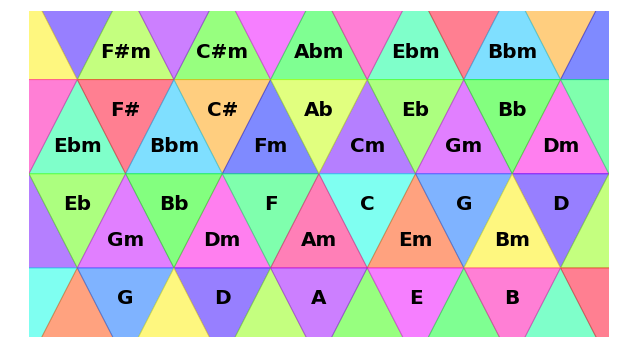 F#m C#m Abm Ebm Bbm
F# C# Ab Eb Bb
Ebm Bbm Fm Cm Gm Dm
Eb Bb F C G D
Gm Dm Am Em Bm
G D A E B